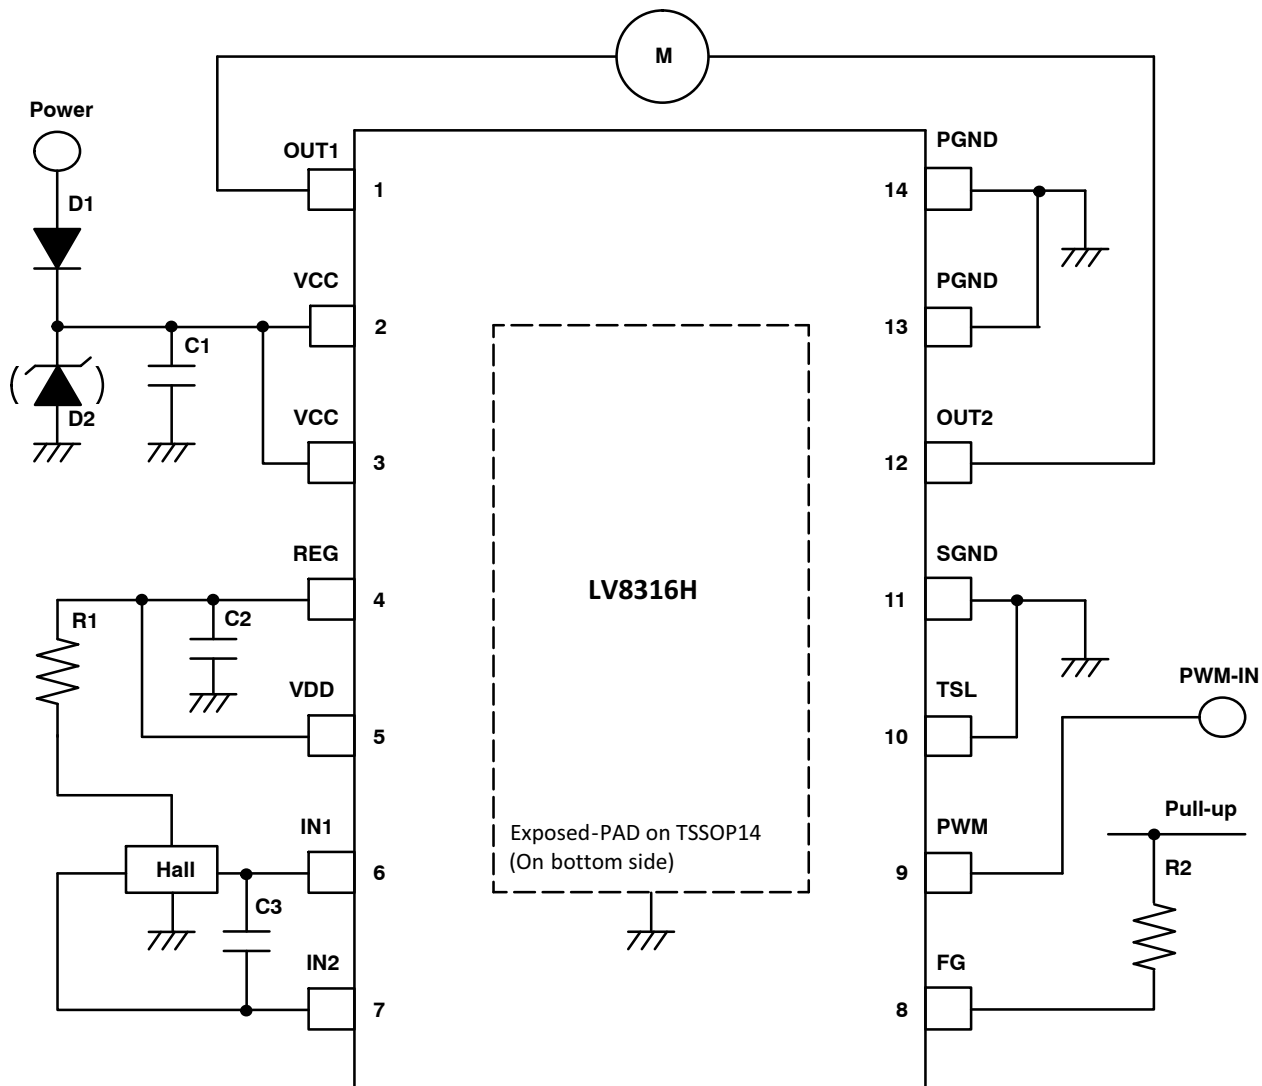 M
Power
OUT1
PGND
1
14
D1
VCC
PGND
2
13
C1
( )
D2
VCC
OUT2
3
12
REG
SGND
LV8316H
4
11
R1
C2
PWM-IN
VDD
TSL
5
10
Pull-up
IN1
Exposed-PAD on TSSOP14
(On bottom side)
PWM
Hall
6
9
R2
C3
IN2
FG
7
8